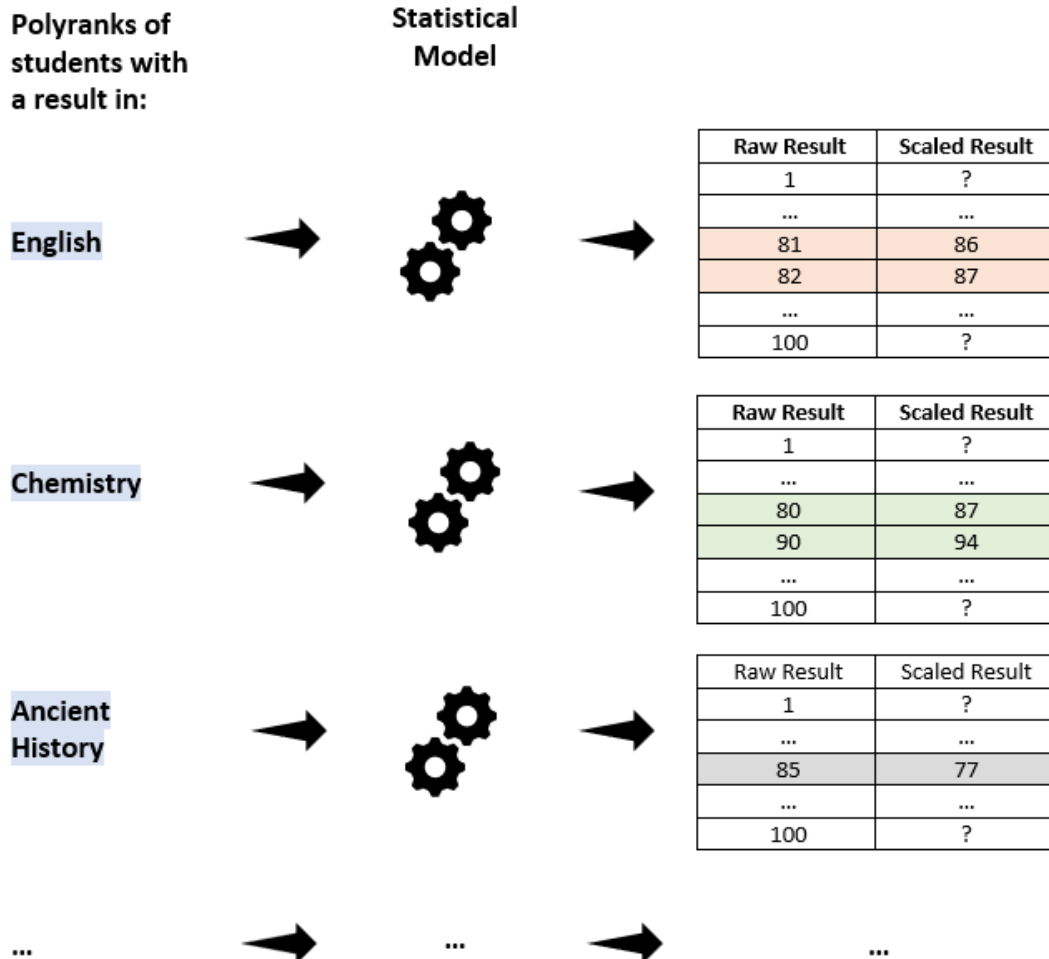 Polyranks of
students with
a result in:
Statistical
Model
English
Raw Result Scaled Result
1 ?
... ...
81 86
82 87
... ...
100 ?
Chemistry
Raw Result Scaled Result
1 ?
... ...
80 87
90 94
... ...
100 ?
Ancient
History
Raw Result Scaled Result
1 ?
... ...
85 77
... ...
100 ?
... ... ...